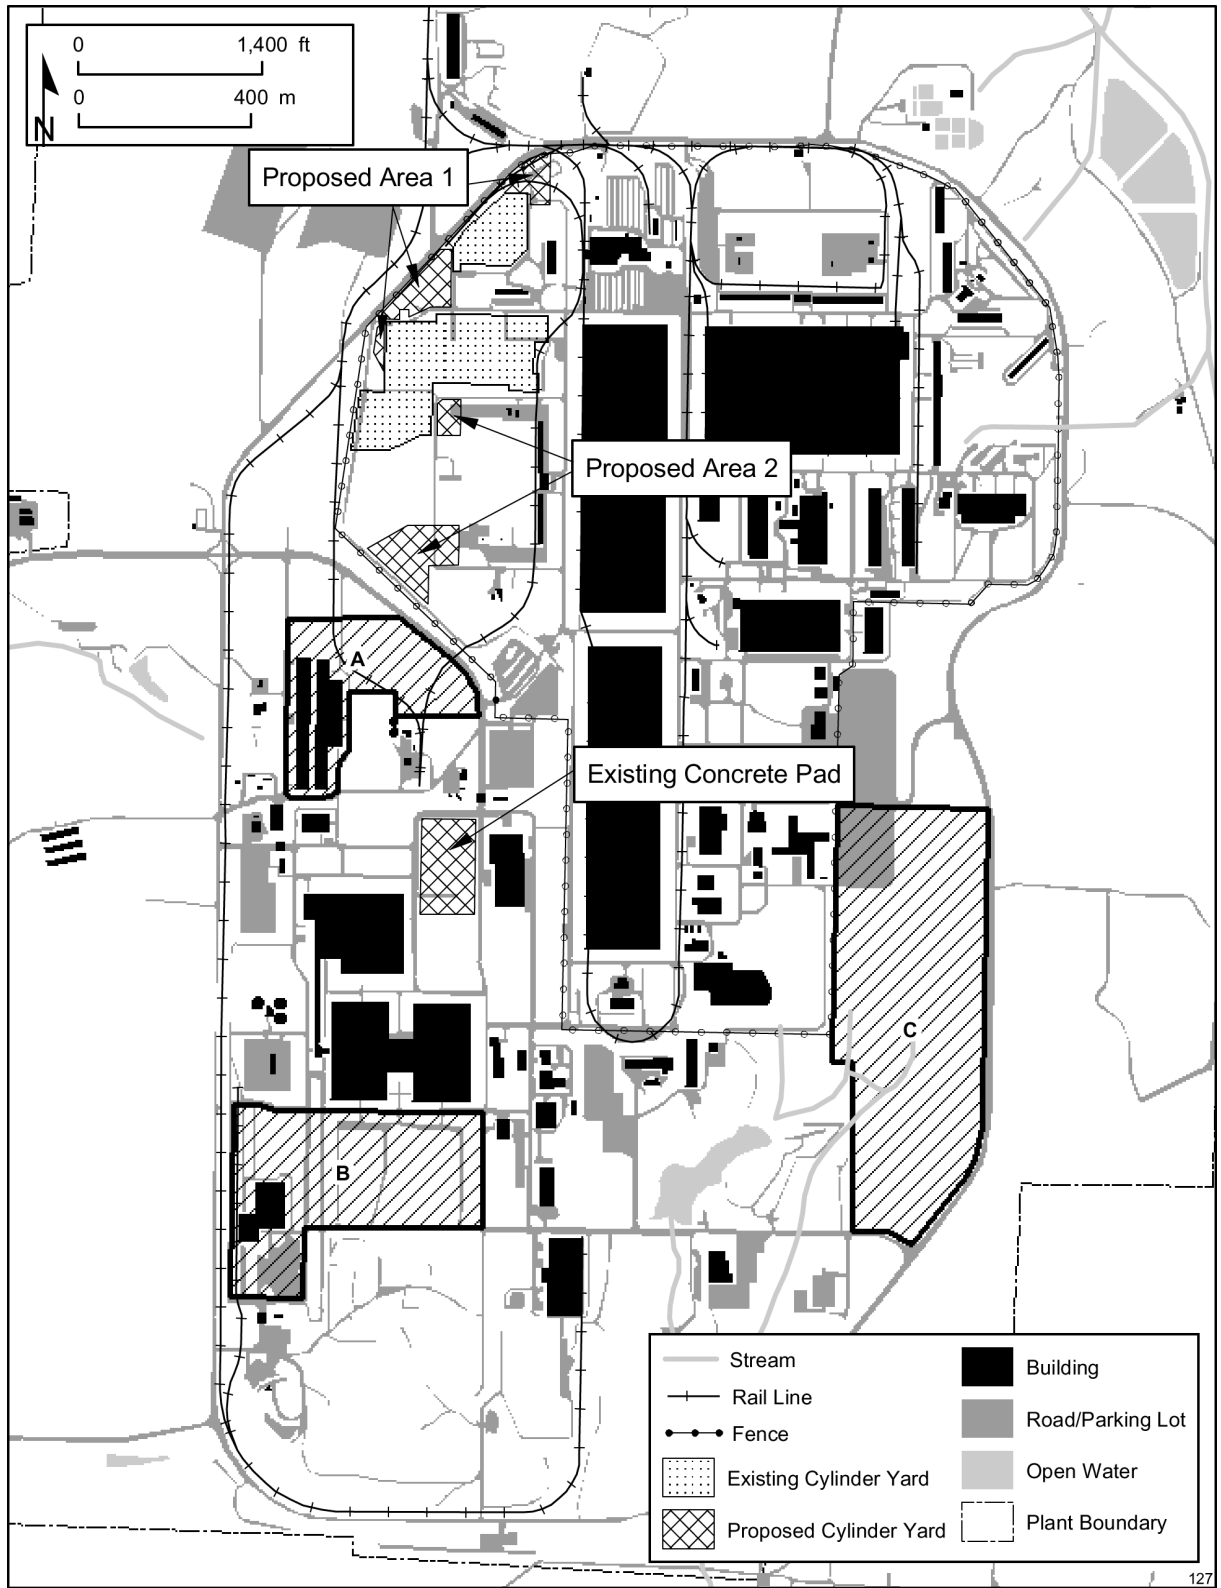 0 1,400 ft
0 400 m
N
Proposed Area 1
Proposed Area 2
A
Existing Concrete Pad
C
B
Stream
Rail Line
Fence
Existing Cylinder Yard
Proposed Cylinder Yard
Building
Road/Parking Lot
Open Water
Plant Boundary
127